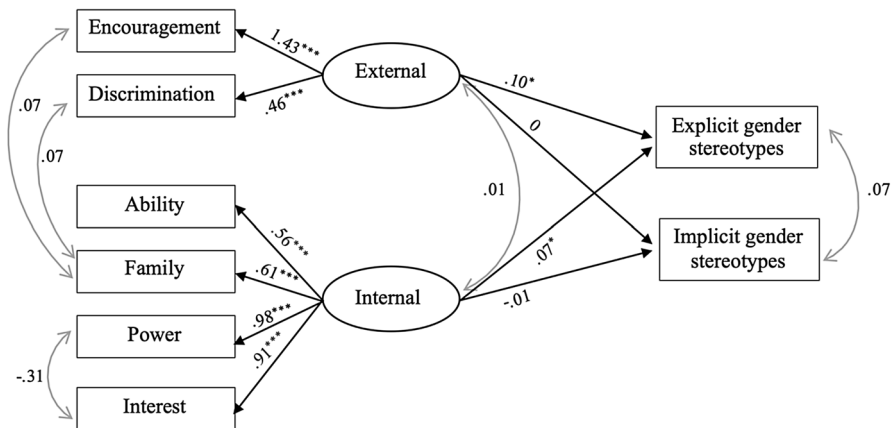 Encouragement
1.43***
External
Discrimination
.46***
.10*
.07
0
Explicit gender
stereotypes
.07
.01
.07
Ability
.56***
Implicit gender
stereotypes
Family
.61***
.07*
Internal
-.01
Power
.98***
.91***
-.31
Interest